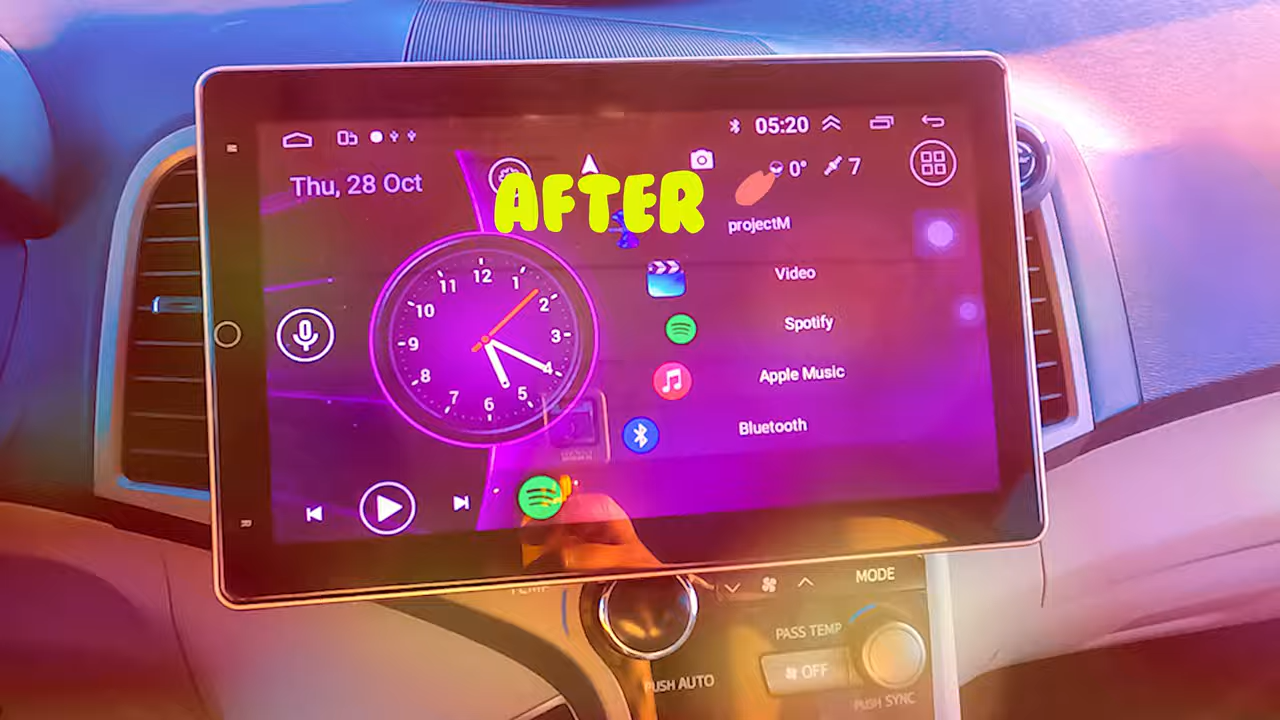 05:20
0° 7
Thu, 28 Oct
AFTER
projectM
Video
Spotify
Apple Music
Bluetooth
12
11 1
10 2
9 3
8 4
7 5
6
MODE
TEMP
PASS TEMP
OFF
PUSH AUTO
PUSH SYNC